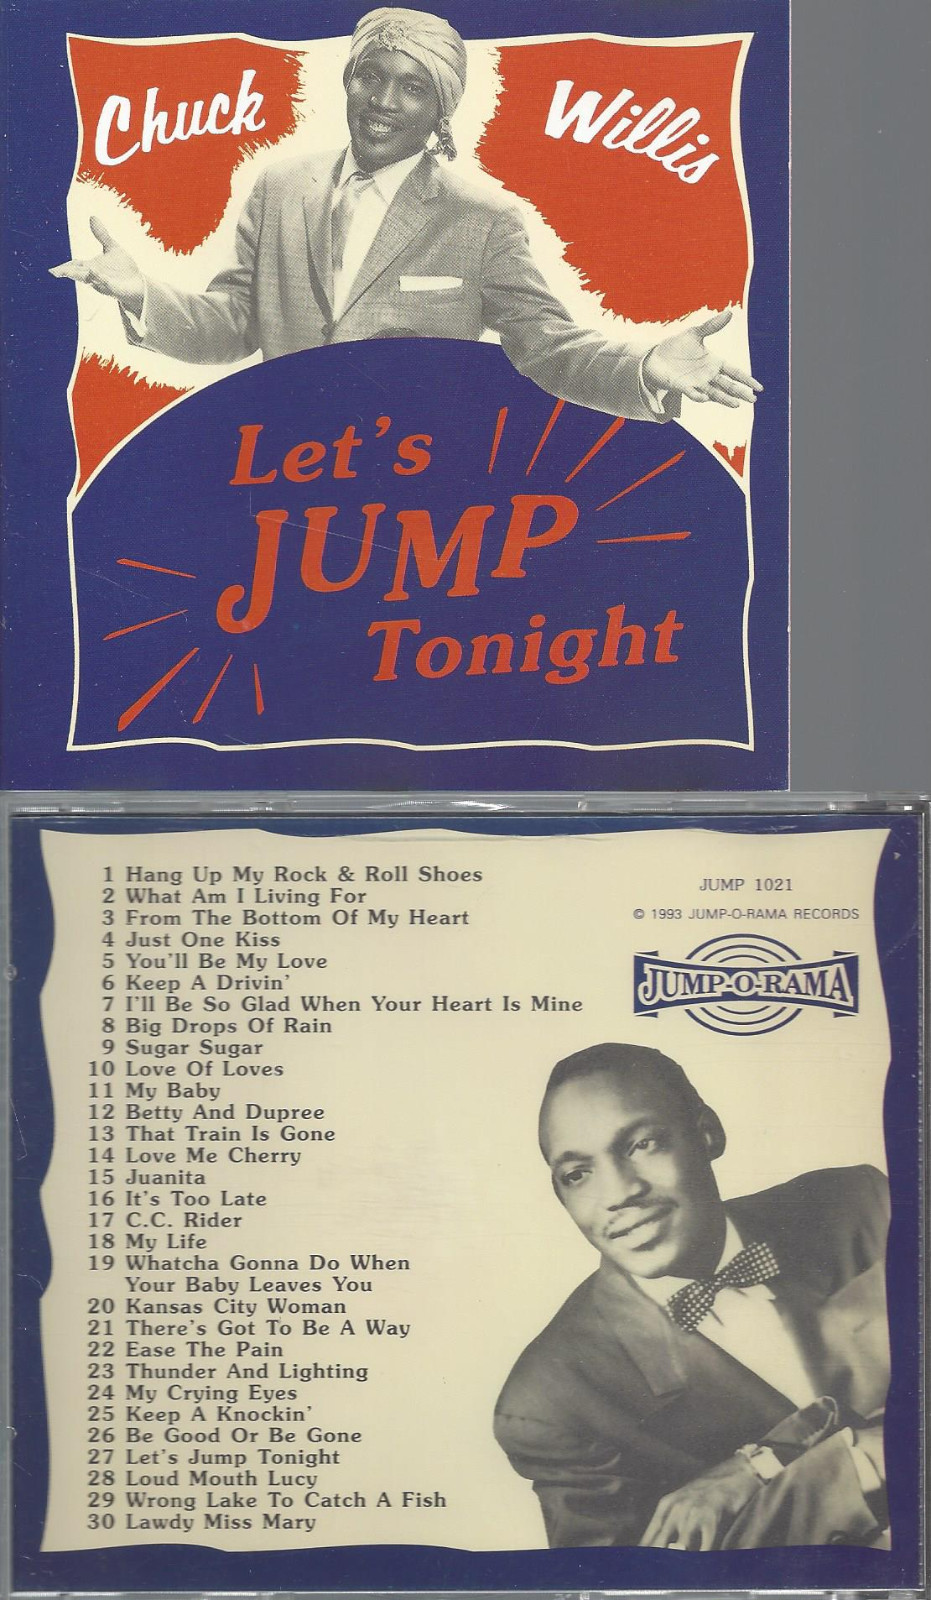 Chuck
Willis
Let's
JUMP
Tonight
1 Hang Up My Rock & Roll Shoes
2 What Am I Living For
3 From The Bottom Of My Heart
4 Just One Kiss
5 You'll Be My Love
6 Keep A Drivin'
7 I'll Be So Glad When Your Heart Is Mine
8 Big Drops Of Rain
9 Sugar Sugar
10 Love Of Loves
11 My Baby
12 Betty And Dupree
13 That Train Is Gone
14 Love Me Cherry
15 Juanita
16 It's Too Late
17 C.C. Rider
18 My Life
19 Whatcha Gonna Do When
Your Baby Leaves You
20 Kansas City Woman
21 There's Got To Be A Way
22 Ease The Pain
23 Thunder And Lighting
24 My Crying Eyes
25 Keep A Knockin'
26 Be Good Or Be Gone
27 Let's Jump Tonight
28 Loud Mouth Lucy
29 Wrong Lake To Catch A Fish
30 Lawdy Miss Mary
JUMP 1021
© 1993 JUMP-O-RAMA RECORDS
JUMP-O-RAMA